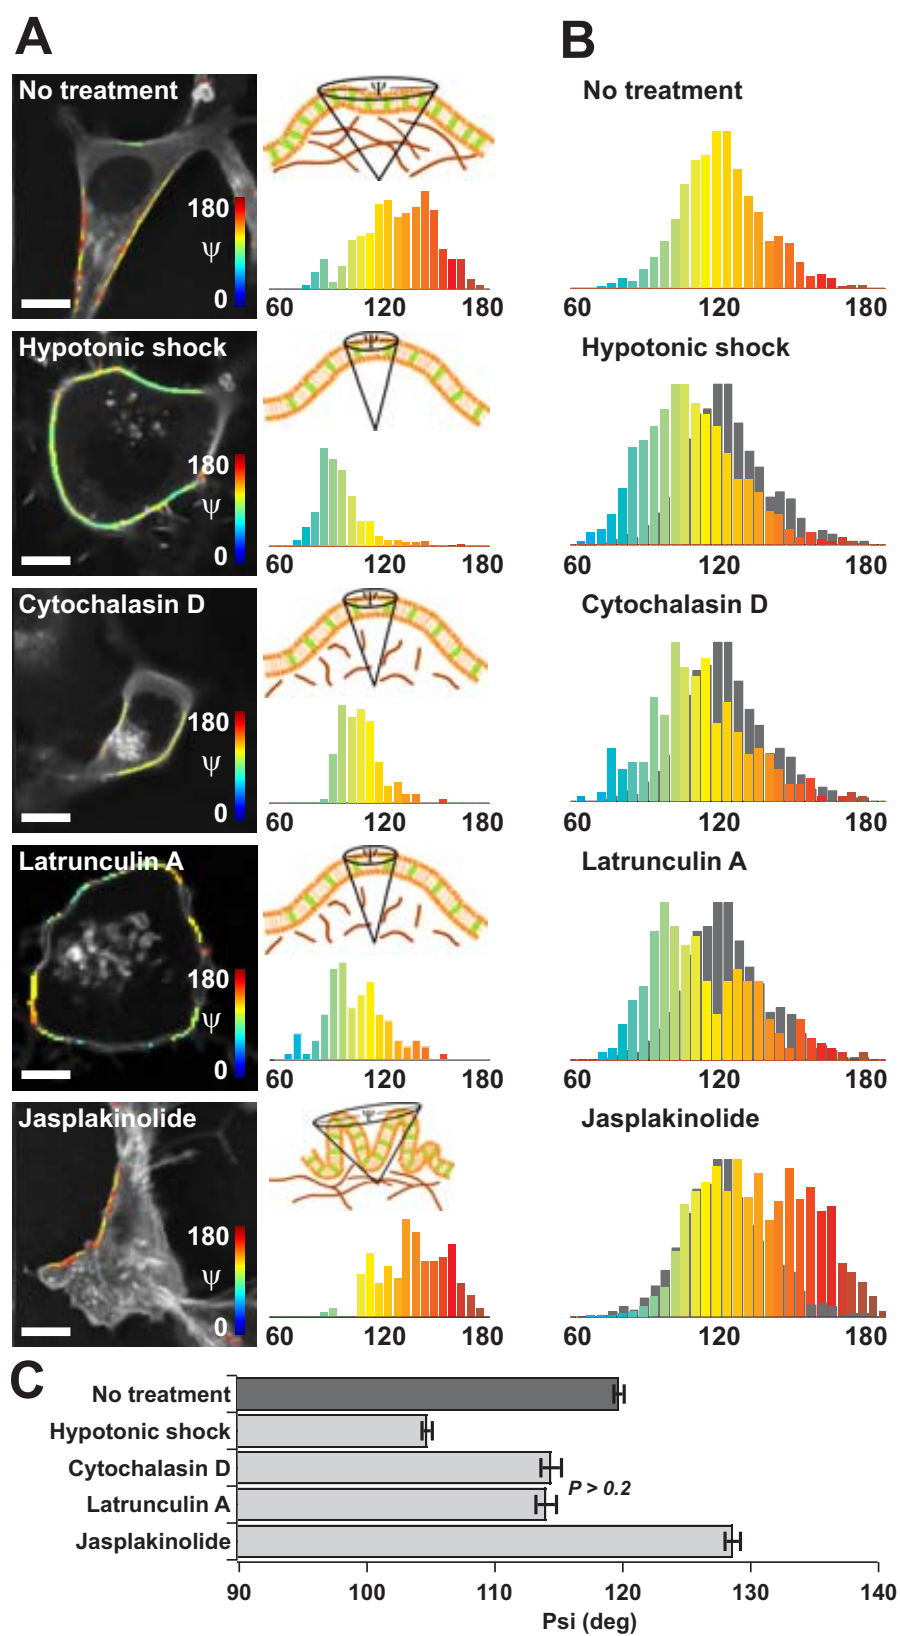 A
B
No treatment
180
ψ
0
Ψ
60 120 180
No treatment
60 120 180
Hypotonic shock
180
ψ
0
Ψ
60 120 180
Hypotonic shock
60 120 180
Cytochalasin D
180
ψ
0
Ψ
60 120 180
Cytochalasin D
60 120 180
Latrunculin A
180
ψ
0
Ψ
60 120 180
Latrunculin A
60 120 180
Jasplakinolide
180
ψ
0
Ψ
60 120 180
Jasplakinolide
60 120 180
C
No treatment
Hypotonic shock
Cytochalasin D
P > 0.2
Latrunculin A
Jasplakinolide
90 100 110 120 130 140
Psi (deg)